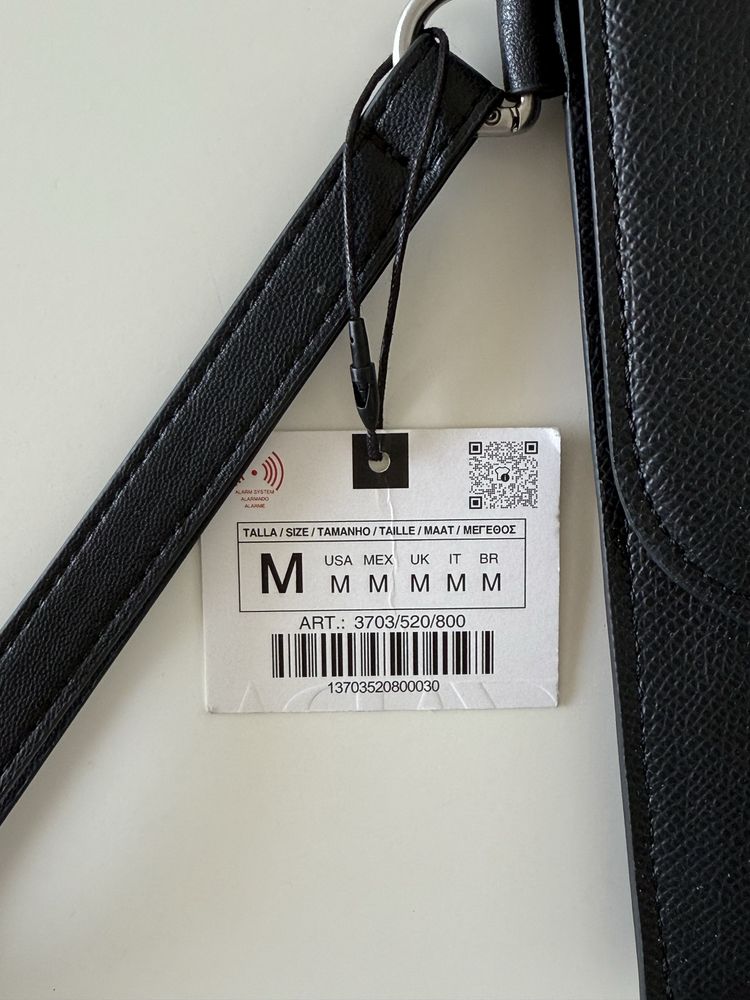 ALARM SYSTEM
ALARMADO
ALARME
TALLA / SIZE / TAMANHO / TAILLE / MAAT / ΜΕΓΕΘΟΣ
M
USA MEX UK IT BR
M M M M M
ART.: 3703/520/800
13703520800030